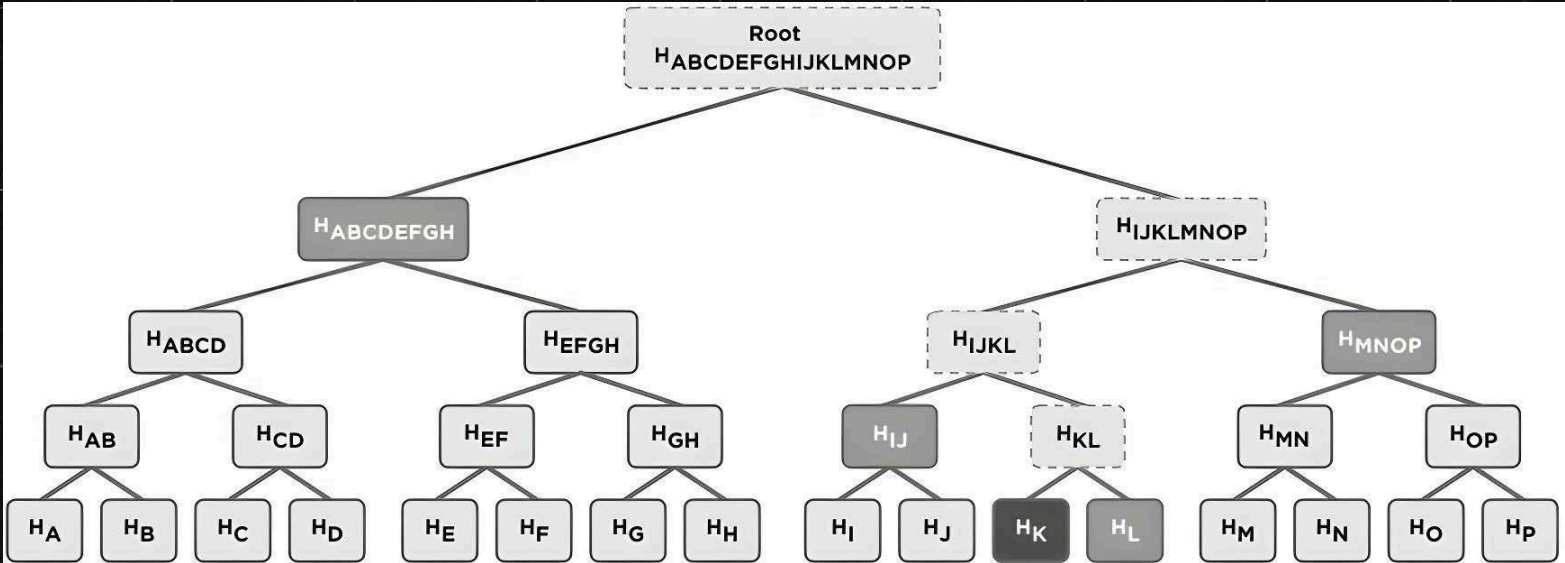 Root
HABCDEFGHIJKLMNOP
HABCDEFGH
HIJKLMNOP
HABCD
HEFGH
HIJKL
HMNOP
HAB
HCD
HEF
HGH
HIJ
HKL
HMN
HOP
HA
HB
HC
HD
HE
HF
HG
HH
HI
HJ
HK
HL
HM
HN
HO
HP